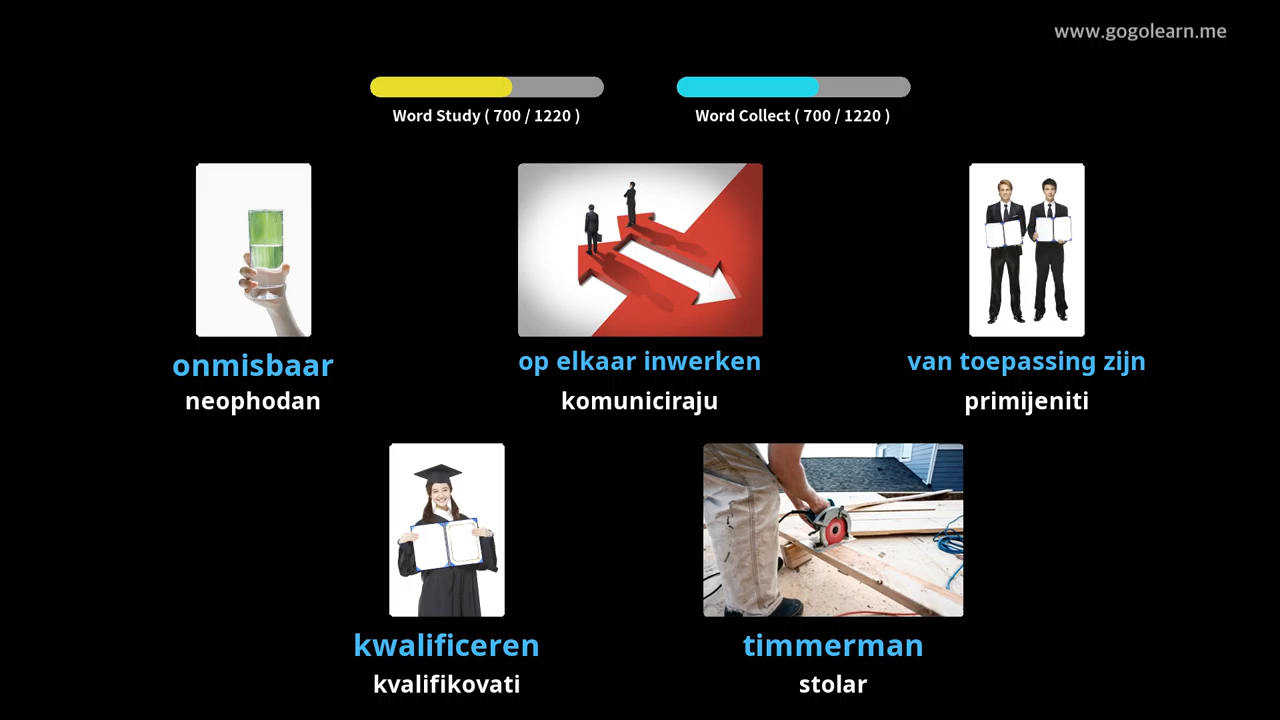 www.gogolearn.me
Word Study ( 700 / 1220 )
Word Collect ( 700 / 1220 )
onmisbaar
neophodan
op elkaar inwerken
komuniciraju
van toepassing zijn
primijeniti
kwalificeren
kvalifikovati
timmerman
stolar